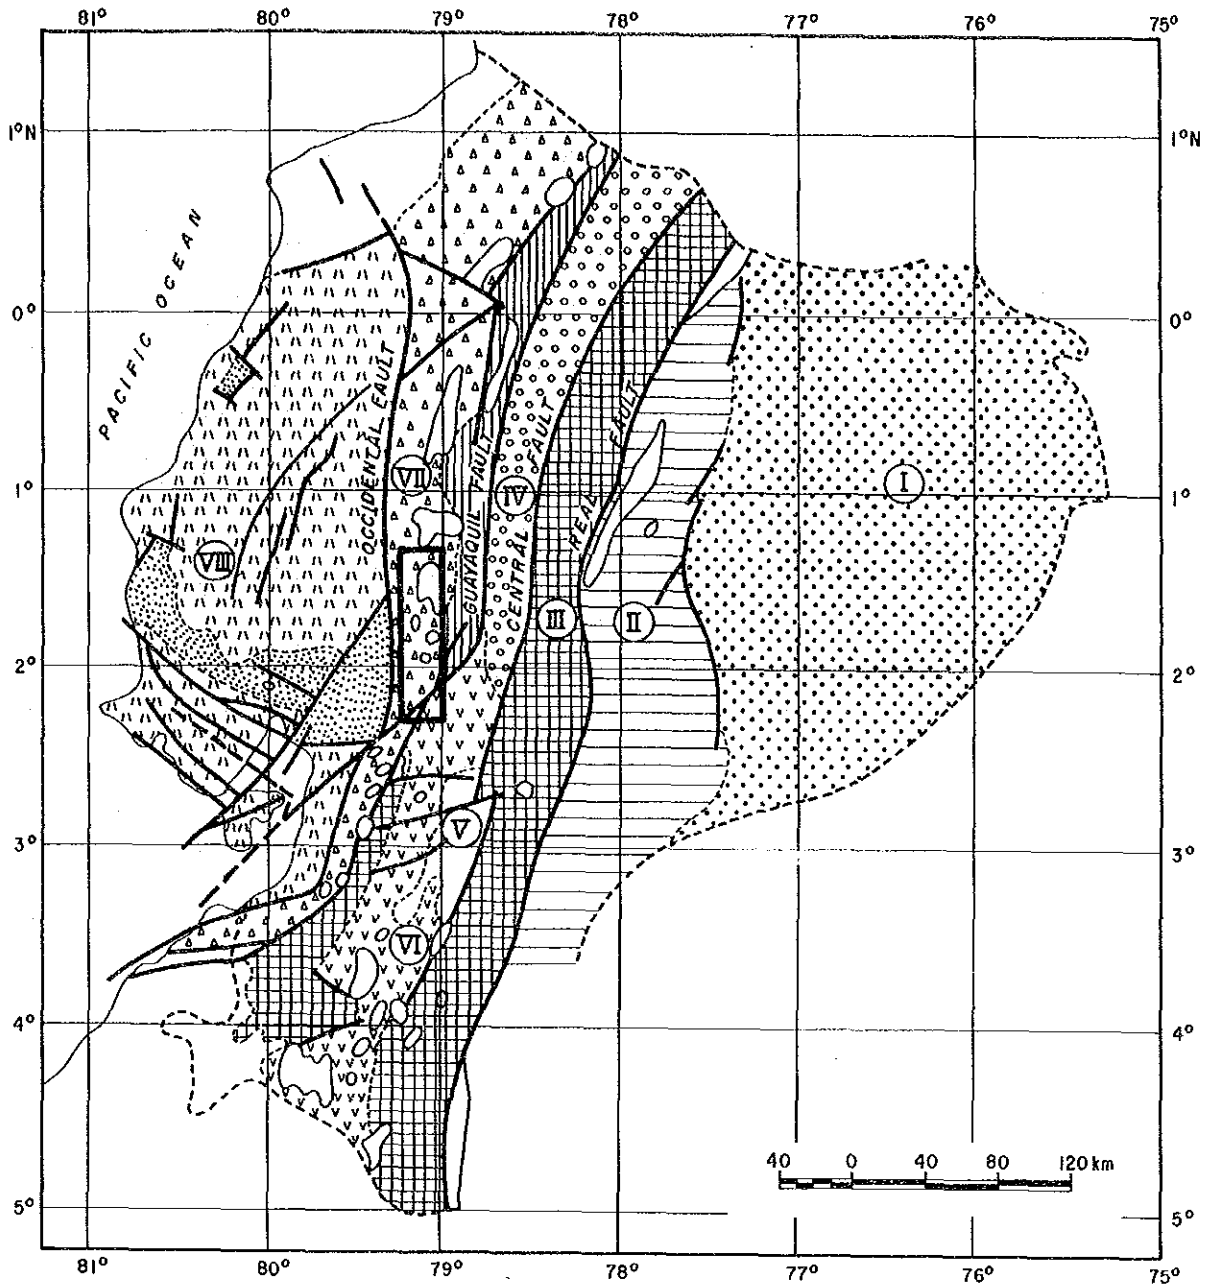 81° 80° 79° 78° 77° 76° 75°
1°N 1°N
PACIFIC OCEAN
0° 0°
OCCIDENTAL FAULT
GUAYAQUIL FAULT
CENTRAL FAULT
REAL FAULT
VII
IV
I
1° 1°
VIII
III
II
2° 2°
V
3° 3°
VI
4° 4°
40 0 40 80 120 km
5° 5°
81° 80° 79° 78° 77° 76° 75°